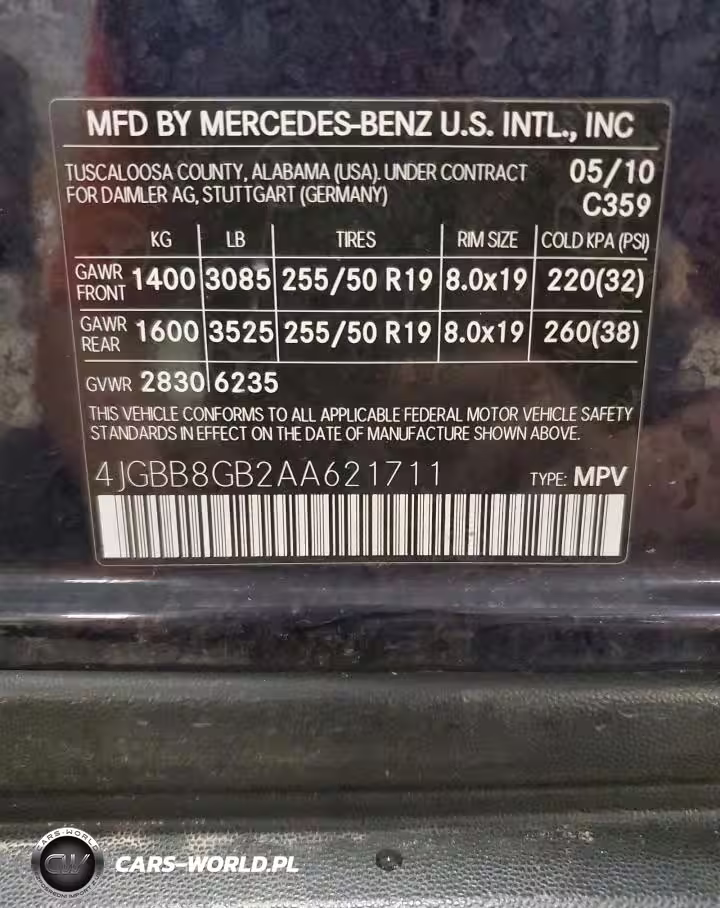 MFD BY MERCEDES-BENZ U.S. INTL., INC
TUSCALOOSA COUNTY, ALABAMA (USA). UNDER CONTRACT 05/10
FOR DAIMLER AG, STUTTGART (GERMANY) C359
KG LB TIRES RIM SIZE COLD KPA (PSI)
GAWR FRONT 1400 3085 255/50 R19 8.0x19 220(32)
GAWR REAR 1600 3525 255/50 R19 8.0x19 260(38)
GVWR 2830 6235
THIS VEHICLE CONFORMS TO ALL APPLICABLE FEDERAL MOTOR VEHICLE SAFETY
STANDARDS IN EFFECT ON THE DATE OF MANUFACTURE SHOWN ABOVE.
4JGBB8GB2AA621711 TYPE: MPV
CARS-WORLD
CW
CARS-WORLD.PL